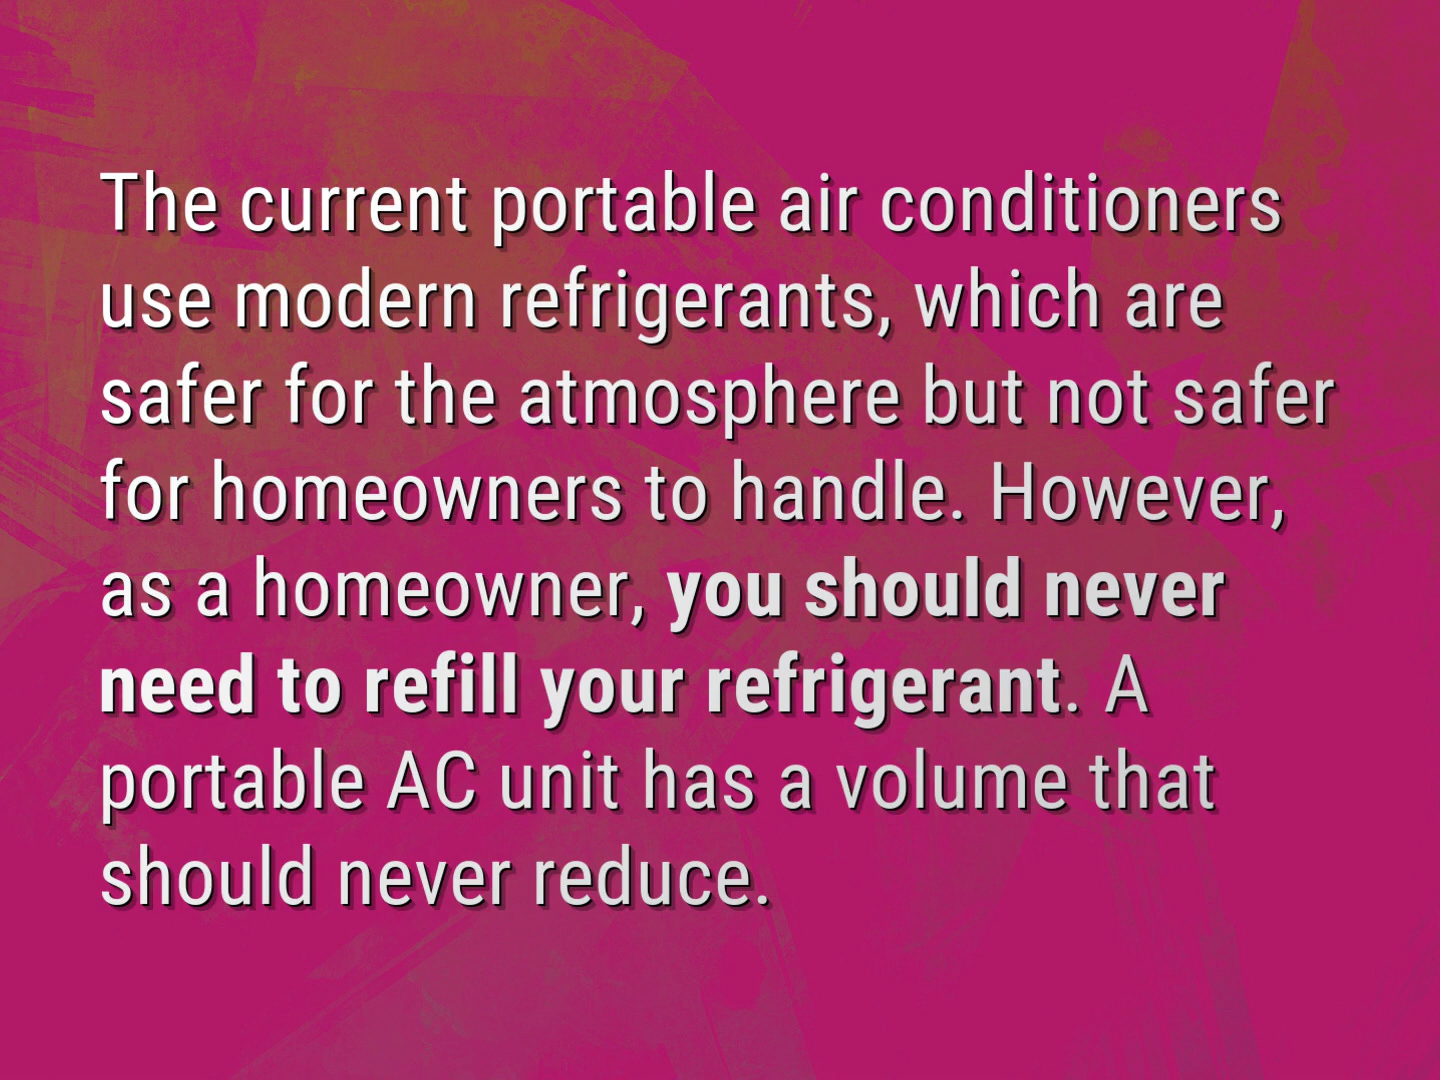 The current portable air conditioners
use modern refrigerants, which are
safer for the atmosphere but not safer
for homeowners to handle. However,
as a homeowner, you should never
need to refill your refrigerant. A
portable AC unit has a volume that
should never reduce.